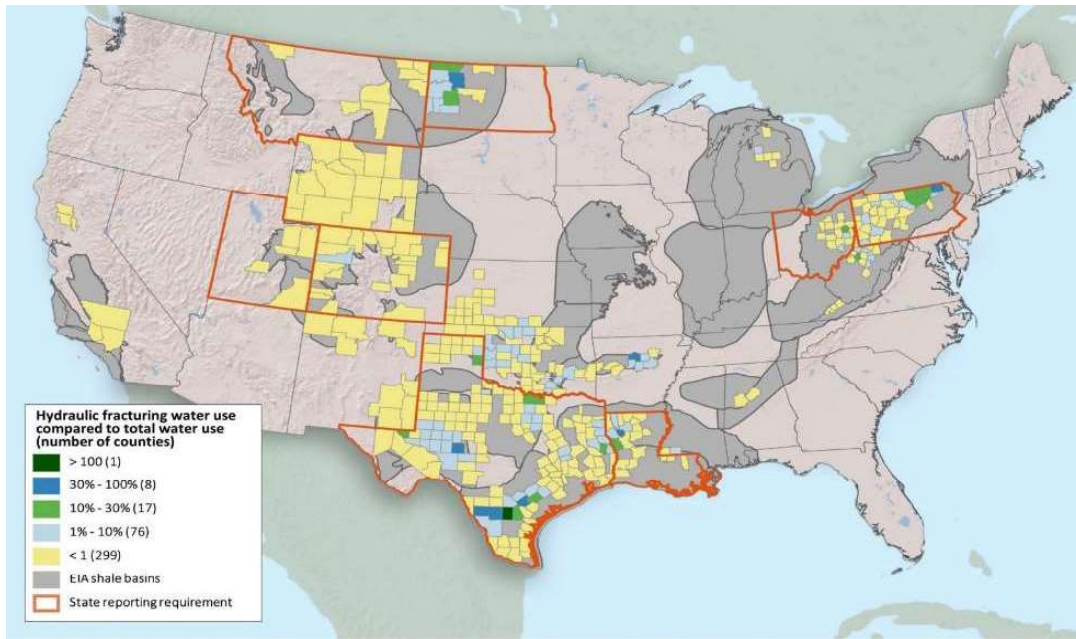 Hydraulic fracturing water use
compared to total water use
(number of counties)
> 100 (1)
30% - 100% (8)
10% - 30% (17)
1% - 10% (76)
< 1 (299)
EIA shale basins
State reporting requirement